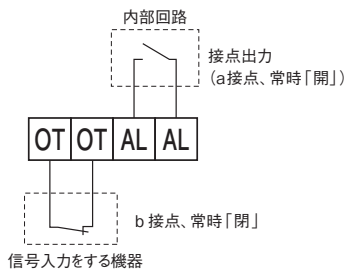 内部回路
接点出力
(a接点、常時「開」)
OT OT AL AL
b 接点、常時「閉」
信号入力をする機器